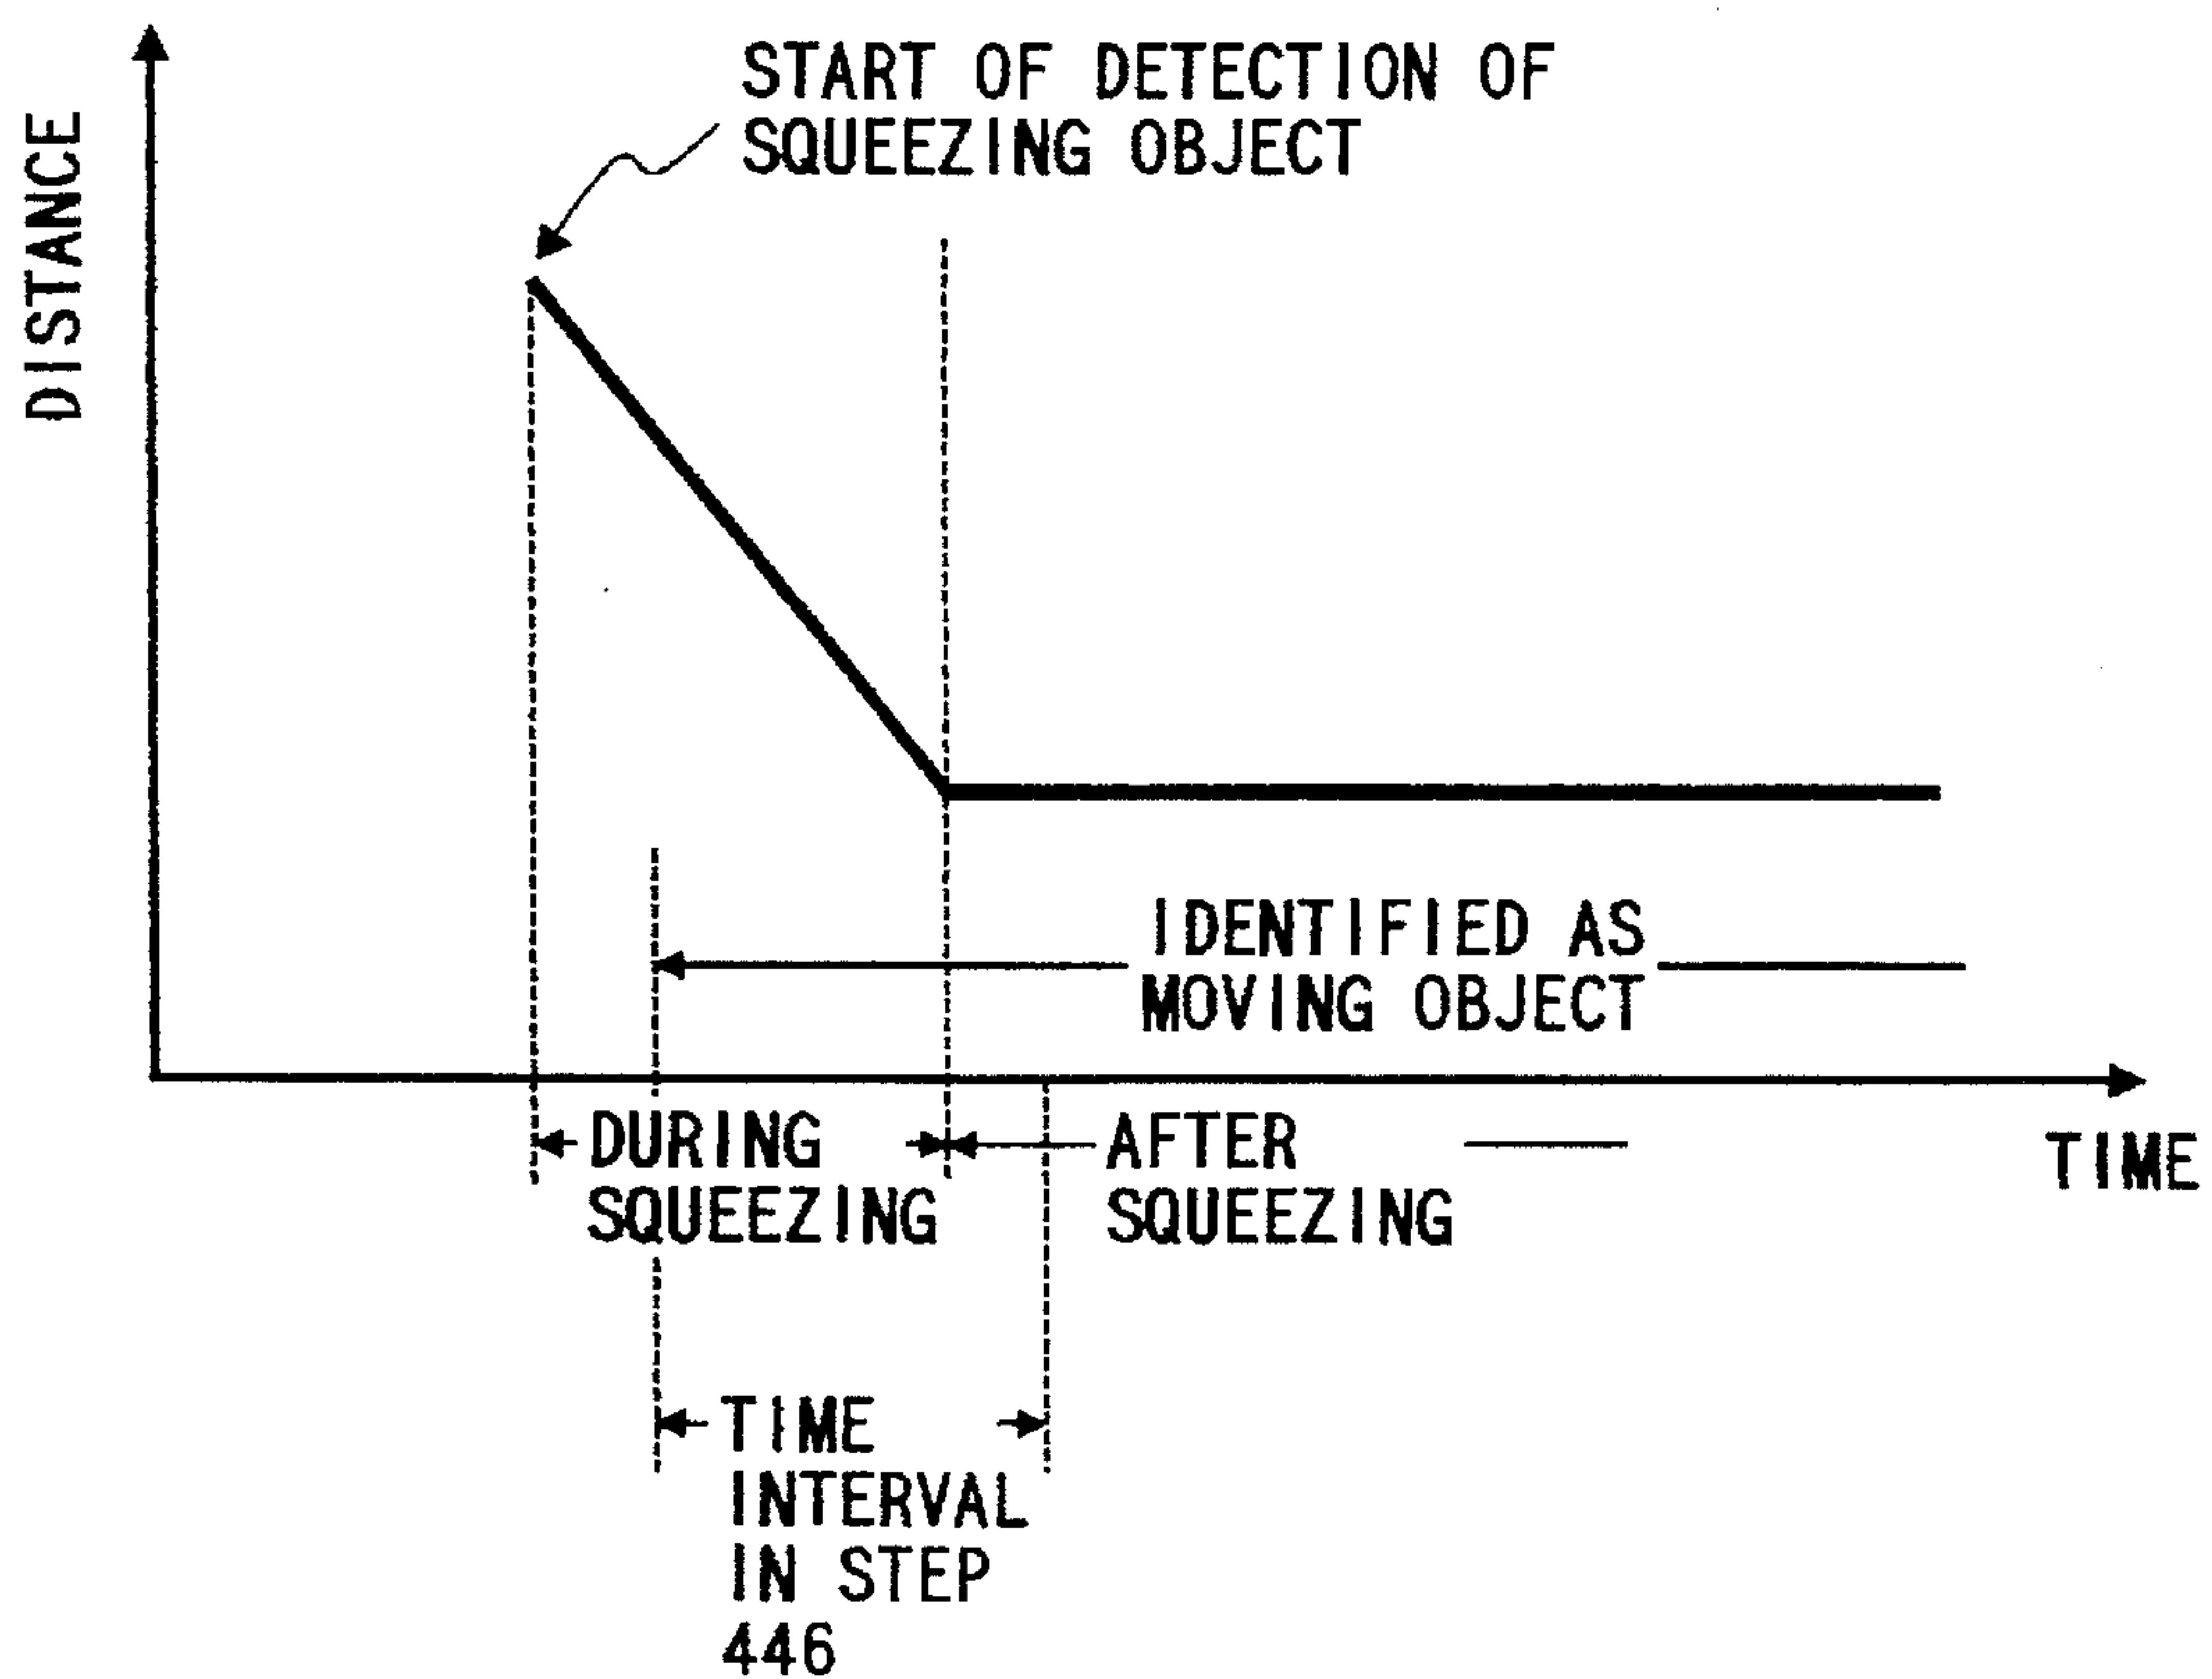 START OF DETECTION OF
SQUEEZING OBJECT
DISTANCE
IDENTIFIED AS
MOVING OBJECT
DURING
SQUEEZING
AFTER
SQUEEZING
TIME
TIME
INTERVAL
IN STEP
446